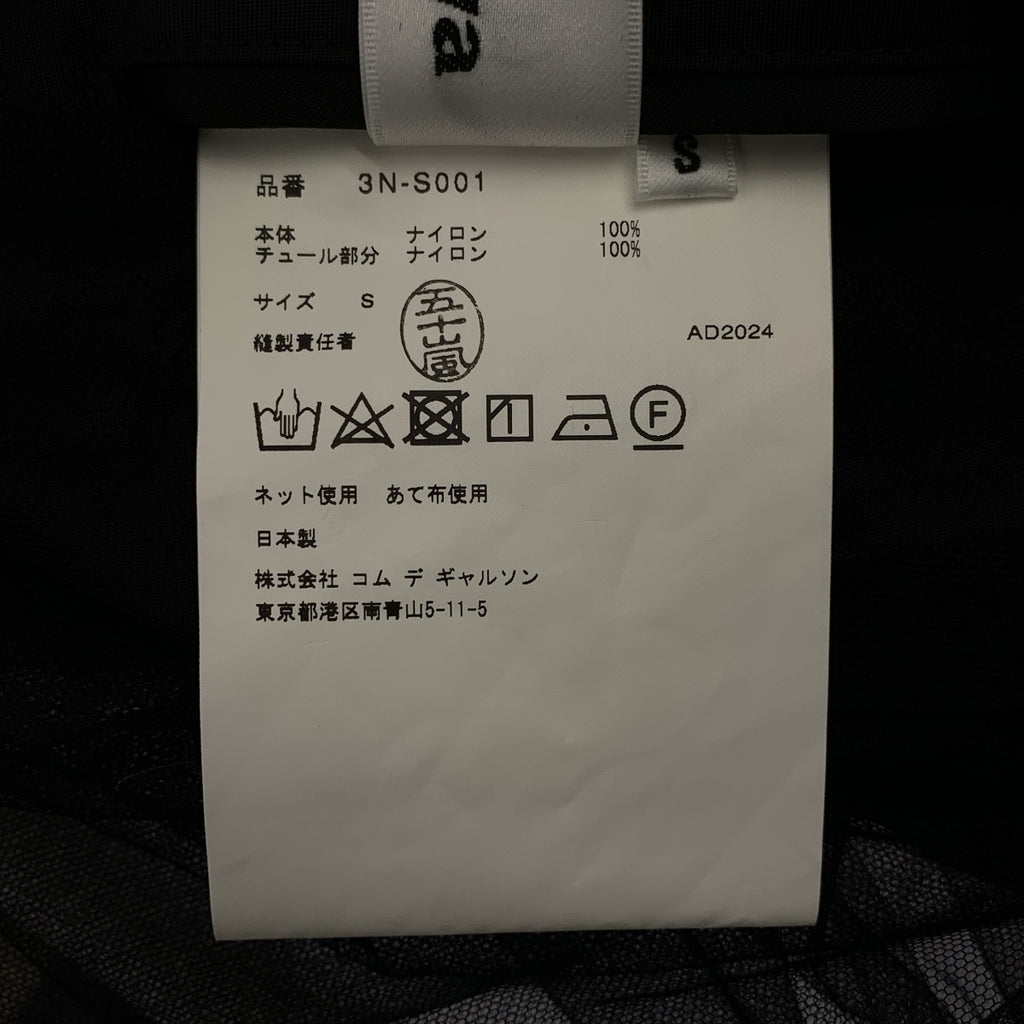 va
S
品番 3N-S001
本体 ナイロン 100%
チュール部分 ナイロン 100%
サイズ S
縫製責任者 五十嵐
AD2024
F
ネット使用 あて布使用
日本製
株式会社 コム デ ギャルソン
東京都港区南青山5-11-5